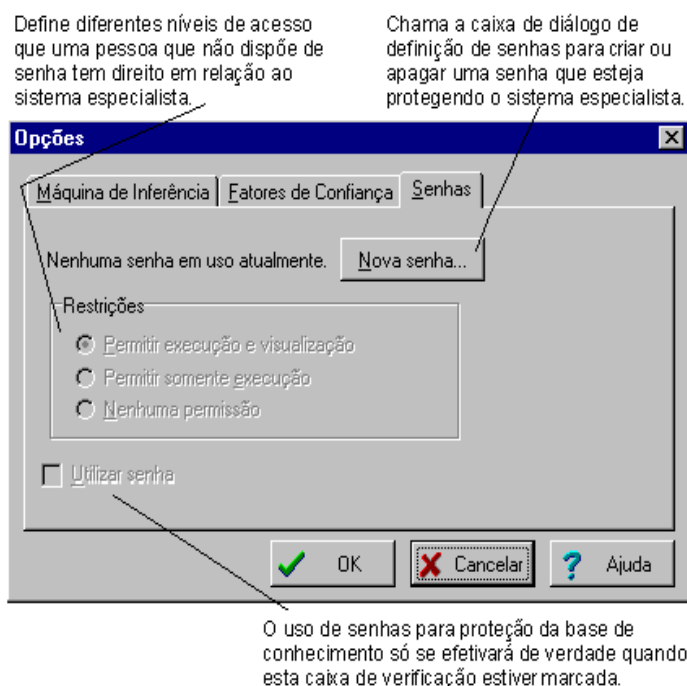 Define diferentes níveis de acesso
que uma pessoa que não dispõe de
senha tem direito em relação ao
sistema especialista.
Chama a caixa de diálogo de
definição de senhas para criar ou
apagar uma senha que esteja
protegendo o sistema especialista.
Opções
Máquina de Inferência
Fatores de Confiança
Senhas
Nenhuma senha em uso atualmente.
Nova senha...
Restrições
Permitir execução e visualização
Permitir somente execução
Nenhuma permissão
Utilizar senha
OK
Cancelar
Ajuda
O uso de senhas para proteção da base de
conhecimento só se efetivará de verdade quando
esta caixa de verificação estiver marcada.